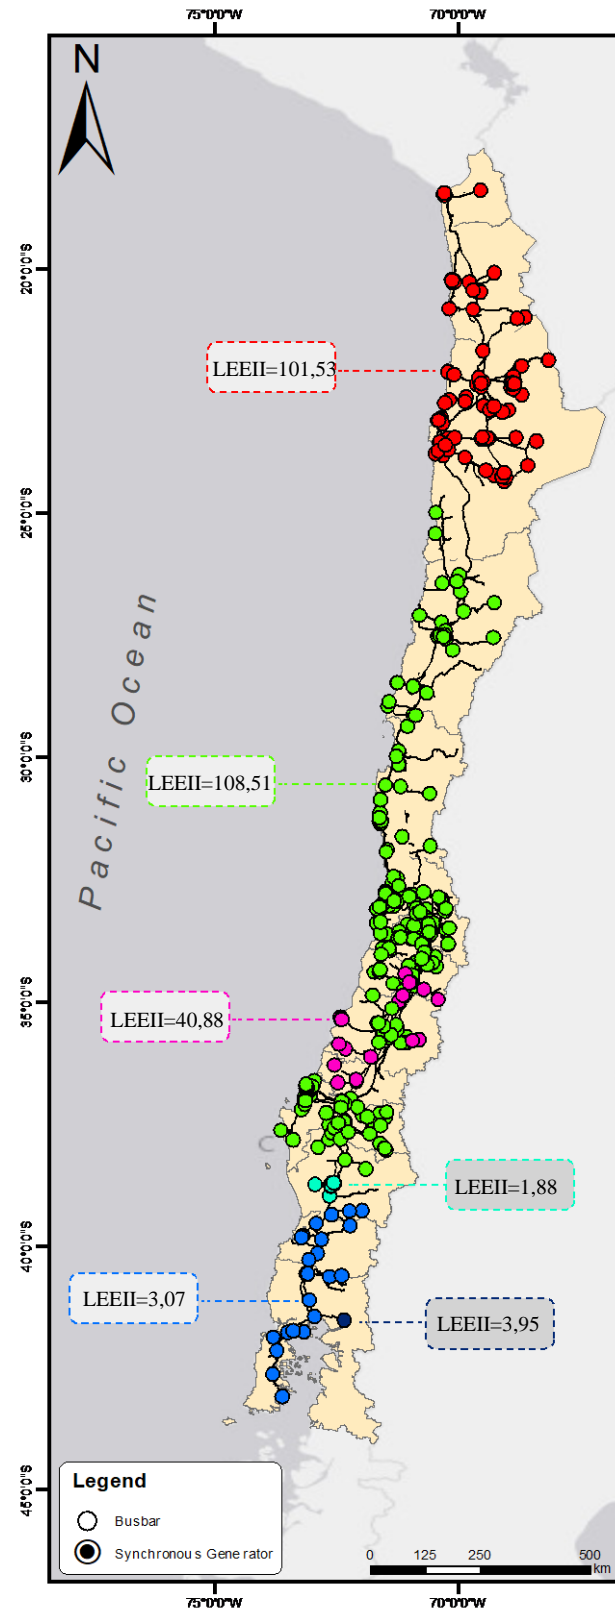 75°0'0"W 70°0'0"W
N
20°0'0"S
LEEII=101,53
25°0'0"S
Pacific Ocean
30°0'0"S
LEEII=108,51
35°0'0"S
LEEII=40,88
LEEII=1,88
40°0'0"S
LEEII=3,07
LEEII=3,95
45°0'0"S
Legend
Busbar
Synchronous Generator
0 125 250 500
km
75°0'0"W 70°0'0"W